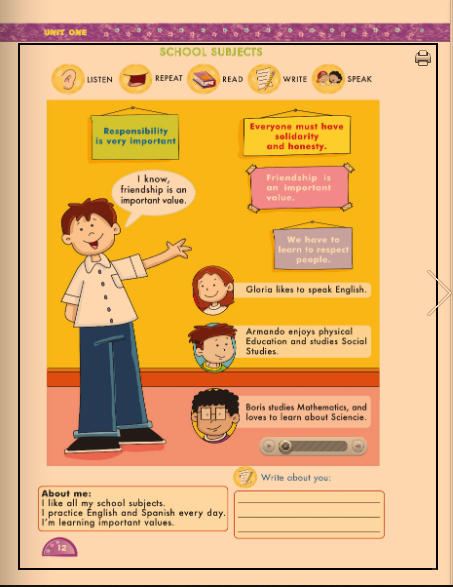 UNIT ONE
SCHOOL SUBJECTS
LISTEN
REPEAT
READ
WRITE
SPEAK
Responsibility
is very important
Everyone must have
solidarity
and honesty.
I know,
friendship is an
important value.
Friendship is
an important
value.
We have to
learn to respect
people.
Gloria likes to speak English.
Armando enjoys physical
Education and studies Social
Studies.
Boris studies Mathematics, and
loves to learn about Sciencie.
Write about you:
About me:
I like all my school subjects.
I practice English and Spanish every day.
I'm learning important values.
12